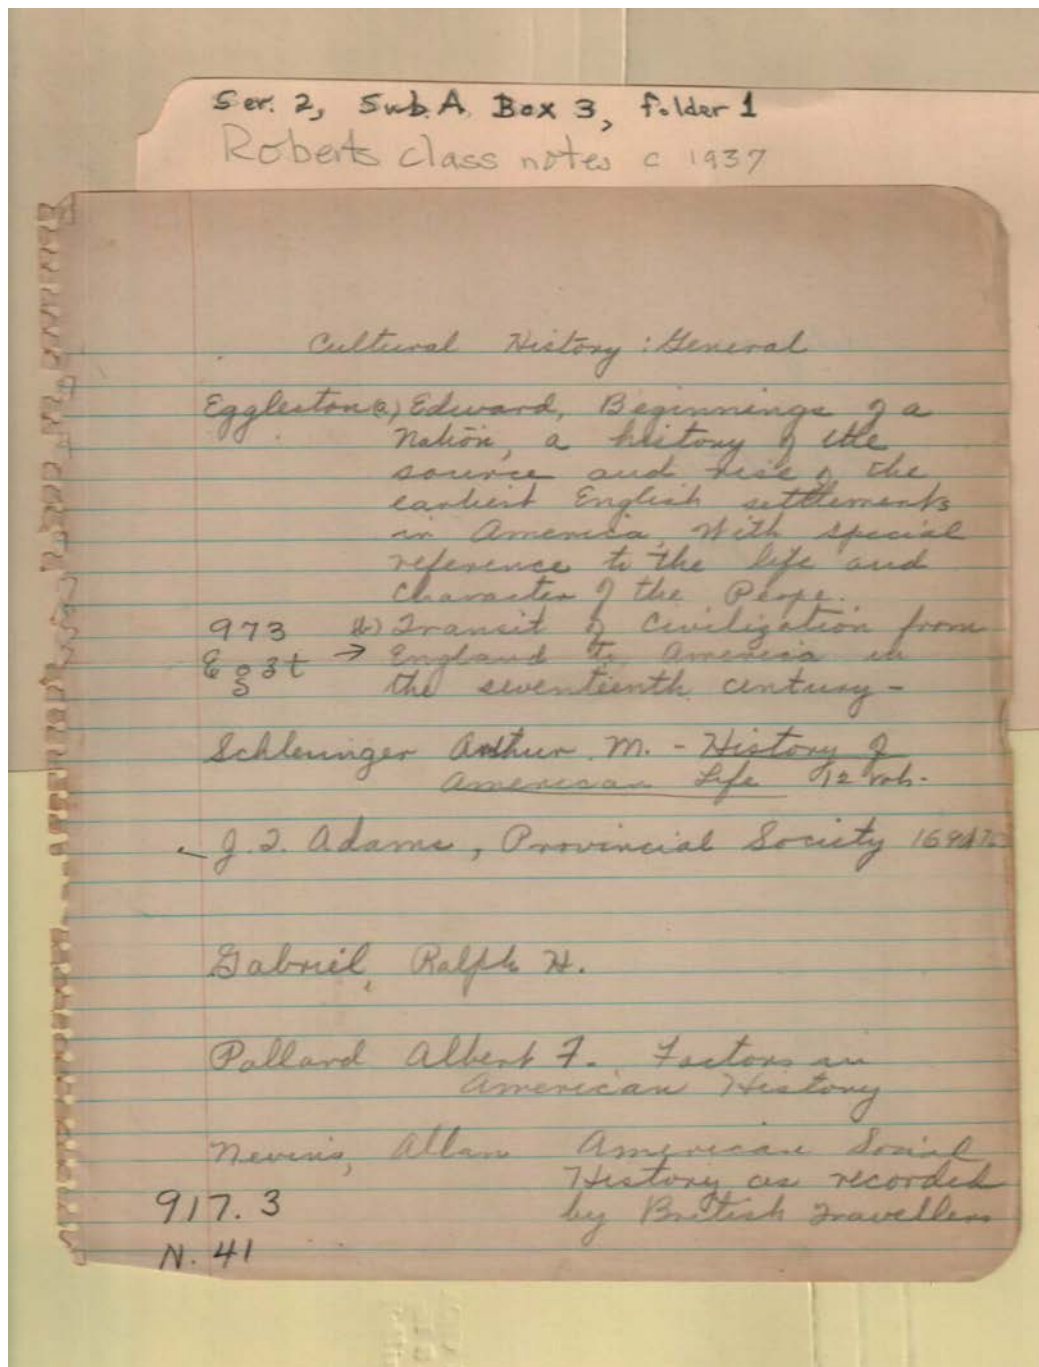 Ser. 2, Sub. A. Box 3, folder 1
Roberts class notes c 1937
Cultural History : General
Eggleston a) Edward, Beginnings of a
Nation, a history of the
source and rise of the
earliest English settlements
in America, With special
reference to the life and
Character of the Peope.
973 b) Transit of Civilization from
Eg3t → England to America in
the seventeenth century -
Schlesinger Arthur M. - History of
American Life 12 vols.
J. T. Adams, Provincial Society
Gabriel, Ralph H.
Pollard Albert F. Factors in
American History
Nevins, Allan American Social
History as recorded
917.3 by British Travellers
N. 41